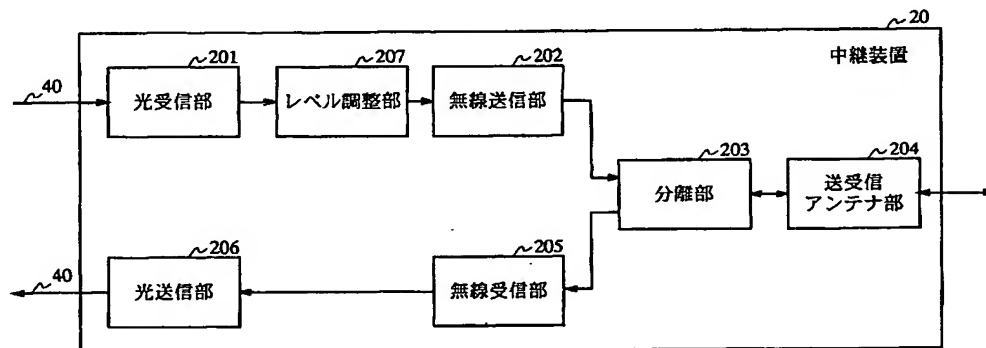 20
中継装置
201
207
202
40
光受信部
レベル調整部
無線送信部
203
204
分離部
送受信
アンテナ部
206
205
40
光送信部
無線受信部